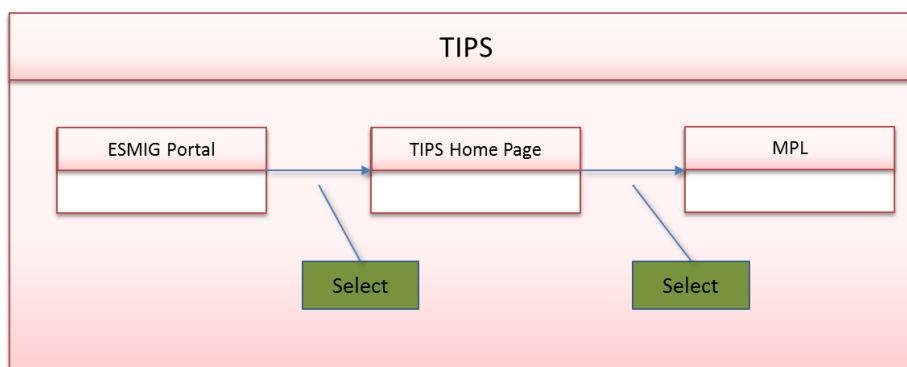 TIPS
ESMIG Portal
TIPS Home Page
MPL
Select
Select